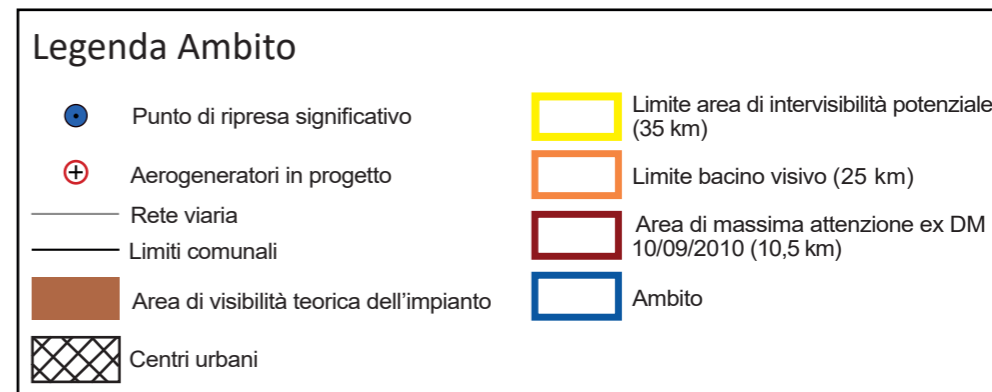 Legenda Ambito
Punto di ripresa significativo
Aerogeneratori in progetto
Rete viaria
Limiti comunali
Area di visibilità teorica dell'impianto
Centri urbani
Limite area di intervisibilità potenziale
(35 km)
Limite bacino visivo (25 km)
Area di massima attenzione ex DM
10/09/2010 (10,5 km)
Ambito